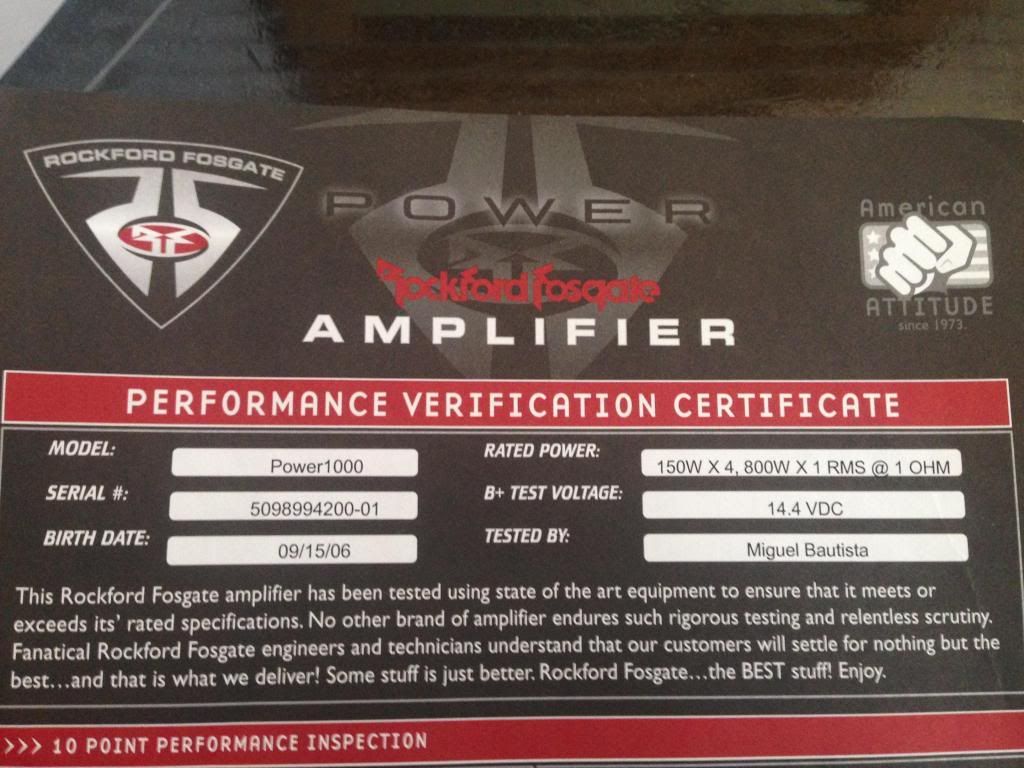 ROCKFORD FOSGATE
POWER
Rockford Fosgate
AMPLIFIER
American
ATTITUDE
since 1973.
PERFORMANCE VERIFICATION CERTIFICATE
MODEL: Power1000
RATED POWER: 150W X 4, 800W X 1 RMS @ 1 OHM
SERIAL #: 5098994200-01
B+ TEST VOLTAGE: 14.4 VDC
BIRTH DATE: 09/15/06
TESTED BY: Miguel Bautista
This Rockford Fosgate amplifier has been tested using state of the art equipment to ensure that it meets or
exceeds its' rated specifications. No other brand of amplifier endures such rigorous testing and relentless scrutiny.
Fanatical Rockford Fosgate engineers and technicians understand that our customers will settle for nothing but the
best...and that is what we deliver! Some stuff is just better. Rockford Fosgate...the BEST stuff! Enjoy.
>>> 10 POINT PERFORMANCE INSPECTION